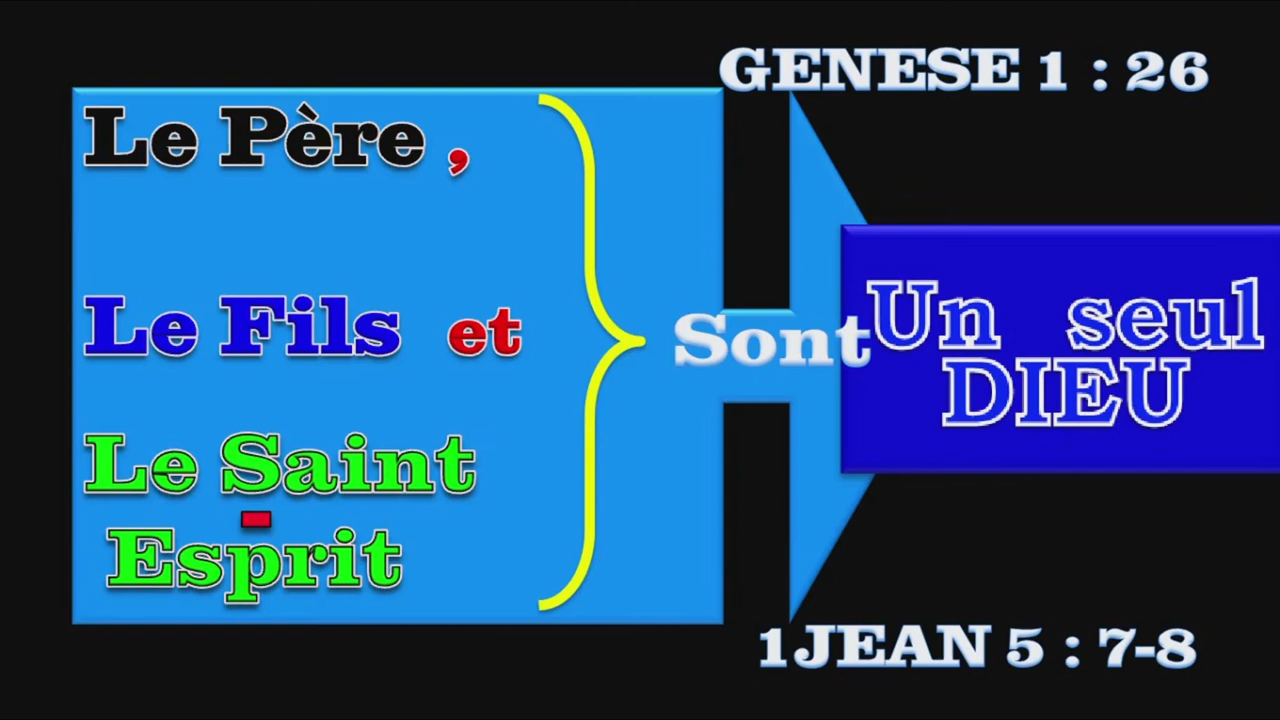 GENESE 1 : 26
Le Père ,
Le Fils et
Le Saint
-
Esprit
Sont
Un seul
DIEU
1JEAN 5 : 7-8